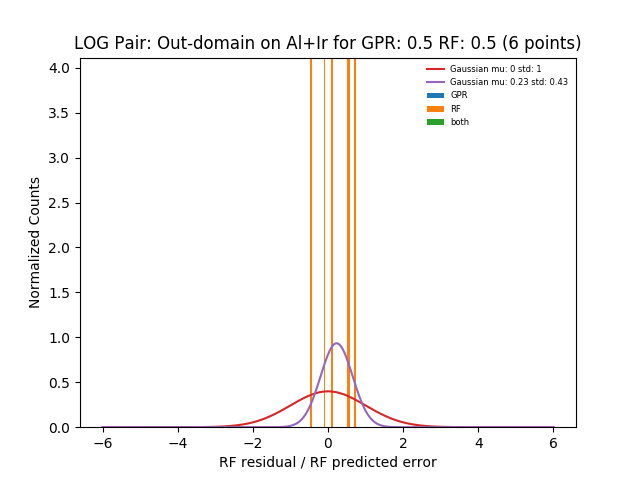 LOG Pair: Out-domain on Al+Ir for GPR: 0.5 RF: 0.5 (6 points)
Gaussian mu: 0 std: 1
Gaussian mu: 0.23 std: 0.43
GPR
RF
both
Normalized Counts
4.0
3.5
3.0
2.5
2.0
1.5
1.0
0.5
0.0
−6 −4 −2 0 2 4 6
RF residual / RF predicted error